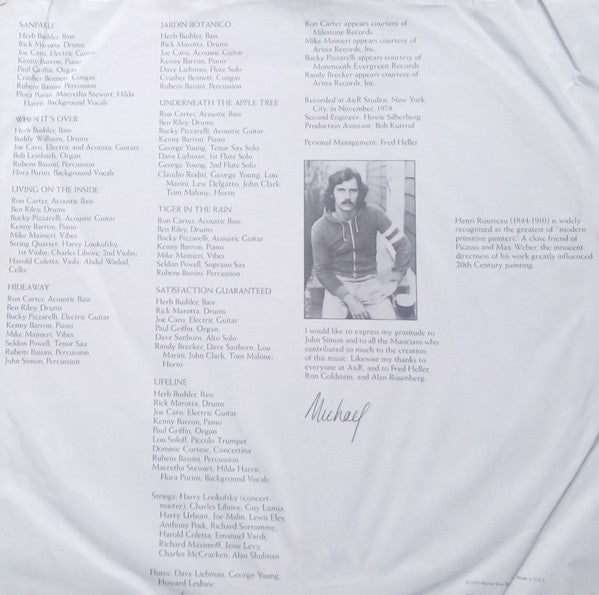 SANPAKU
Herb Bushler, Bass
Rick Marotta, Drums
Joe Caro, Electric Guitar
Kenny Barron, Piano
Paul Griffin, Organ
Crusher Bennett, Congas
Rubens Bassini, Percussion
Flora Purim, Macretha Stewart, Hilda
Harris, Background Vocals
WHEN IT'S OVER
Herb Bushler, Bass
Buddy Williams, Drums
Joe Caro, Electric and Acoustic Guitars
Bob Leinbach, Organ
Rubens Bassini, Percussion
Flora Purim, Background Vocals
LIVING ON THE INSIDE
Ron Carter, Acoustic Bass
Ben Riley, Drums
Bucky Pizzarelli, Acoustic Guitar
Kenny Barron, Piano
Mike Mainieri, Vibes
String Quartet: Harry Lookofsky,
1st Violin; Charles Libove, 2nd Violin;
Harold Coletta, Viola; Abdul Wadud,
Cello
HIDEAWAY
Ron Carter, Acoustic Bass
Ben Riley, Drums
Bucky Pizzarelli, Electric Guitar
Kenny Barron, Piano
Mike Mainieri, Vibes
Seldon Powell, Tenor Sax
Rubens Bassini, Percussion
John Simon, Percussion
JARDIN BOTANICO
Ron Carter, Acoustic Bass
Rick Marotta, Drums
Joe Caro, Acoustic Guitar
Kenny Barron, Piano
Dave Liebman, Flute Solo
Crusher Bennett, Congas
Rubens Bassini, Percussion
UNDERNEATH THE APPLE TREE
Ron Carter, Acoustic Bass
Ben Riley, Drums
Bucky Pizzarelli, Acoustic Guitar
Kenny Barron, Piano
George Young, Tenor Sax Solo
Dave Liebman, 1st Flute Solo
George Young, 2nd Flute Solo
Claudio Roditi, George Young, Lou
Marini, Lew Delgatto, John Clark,
Tom Malone, Horns
TIGER IN THE RAIN
Ron Carter, Acoustic Bass
Ben Riley, Drums
Bucky Pizzarelli, Acoustic Guitar
Kenny Barron, Piano
Mike Mainieri, Vibes
Seldon Powell, Soprano Sax
Rubens Bassini, Percussion
SATISFACTION GUARANTEED
Herb Bushler, Bass
Rick Marotta, Drums
Joe Caro, Electric Guitar
Paul Griffin, Organ
Dave Sanborn, Alto Solo
Randy Brecker, Dave Sanborn, Lou
Marini, John Clark, Tom Malone,
Horns
LIFELINE
Herb Bushler, Bass
Rick Marotta, Drums
Joe Caro, Electric Guitar
Kenny Barron, Piano
Paul Griffin, Organ
Lou Soloff, Piccolo Trumpet
Dominic Cortese, Concertina
Rubens Bassini, Percussion
Macretha Stewart, Hilda Harris,
Flora Purim, Background Vocals
Strings: Harry Lookofsky (concert-
master), Charles Libove, Guy Lumia,
Harry Urbont, Joe Malin, Lewis Eley,
Anthony Posk, Richard Sortomme,
Harold Coletta, Emanuel Vardi,
Richard Maximoff, Jesse Levy,
Charles McCracken, Alan Shulman
Flutes: Dave Liebman, George Young,
Howard Leshaw
Ron Carter appears courtesy of
Milestone Records
Mike Mainieri appears courtesy of
Arista Records, Inc.
Bucky Pizzarelli appears courtesy of
Monmouth Evergreen Records
Randy Brecker appears courtesy of
Arista Records, Inc.
Recorded at A&R Studios, New York
City, in November, 1978
Second Engineer: Howie Silberberg
Production Assistant: Bob Kustruf
Personal Management: Fred Heller
I would like to express my gratitude to
John Simon and to all the Musicians who
contributed so much to the creation
of this music. Likewise my thanks to
everyone at A&R, and to Fred Heller,
Ron Goldstein, and Alan Rosenberg.
Michael
Henri Rousseau (1844-1910) is widely
recognized as the greatest of "modern
primitive painters." A close friend of
Picasso and Max Weber, the innocent
directness of his work greatly influenced
20th Century painting.
© 1979 Warner Bros. Made in U.S.A.